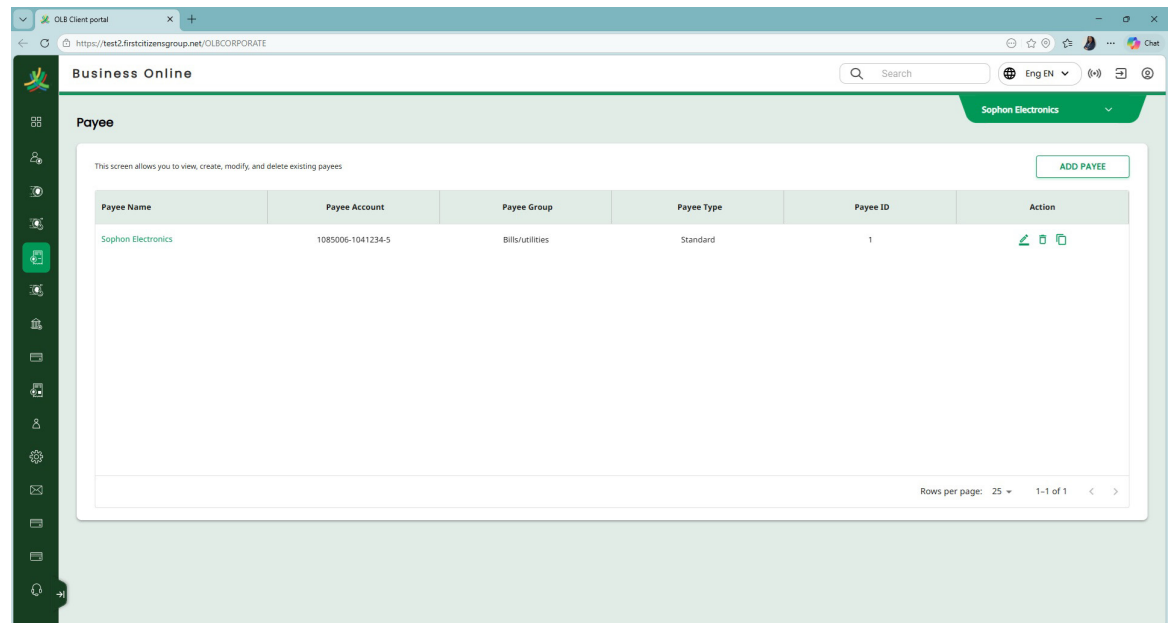 OLB Client portal
https://test2.firstcitizensgroup.net/OLBCORPORATE
Chat
Business Online
Search
Eng EN
Sophon Electronics
Payee
This screen allows you to view, create, modify, and delete existing payees
ADD PAYEE
Payee Name Payee Account Payee Group Payee Type Payee ID Action
Sophon Electronics 1085006-1041234-5 Bills/utilities Standard 1
Rows per page: 25 1–1 of 1